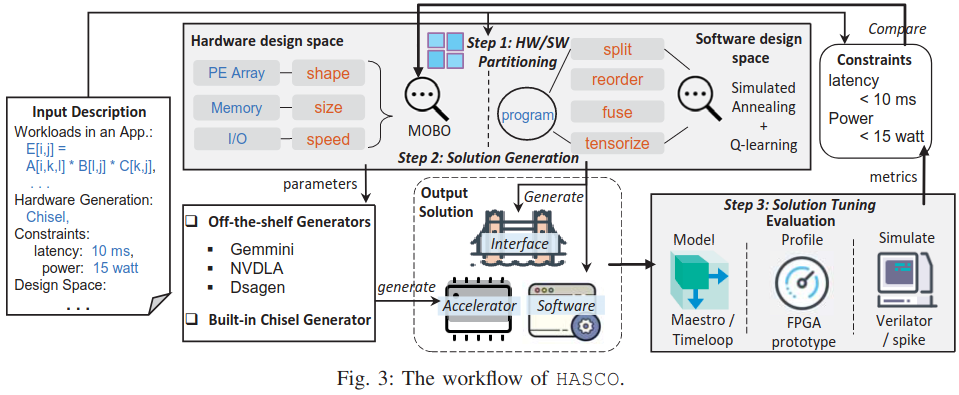 Input Description
Workloads in an App.:
E[i,j] =
A[i,k,l] * B[l,j] * C[k,j],
. . .
Hardware Generation:
Chisel,
Constraints:
latency: 10 ms,
power: 15 watt
Design Space:
. . .
Hardware design space
PE Array
shape
Memory
size
I/O
speed
MOBO
Step 1: HW/SW
Partitioning
Step 2: Solution Generation
Software design
space
program
split
reorder
fuse
tensorize
Simulated
Annealing
+
Q-learning
Compare
Constraints
latency
< 10 ms
Power
< 15 watt
metrics
parameters
❑ Off-the-shelf Generators
▪ Gemmini
▪ NVDLA
▪ Dsagen
❑ Built-in Chisel Generator
generate
Output
Solution
Generate
Interface
Accelerator
Software
Step 3: Solution Tuning
Evaluation
Model
Maestro /
Timeloop
Profile
FPGA
prototype
Simulate
Verilator
/ spike
Fig. 3: The workflow of HASCO.